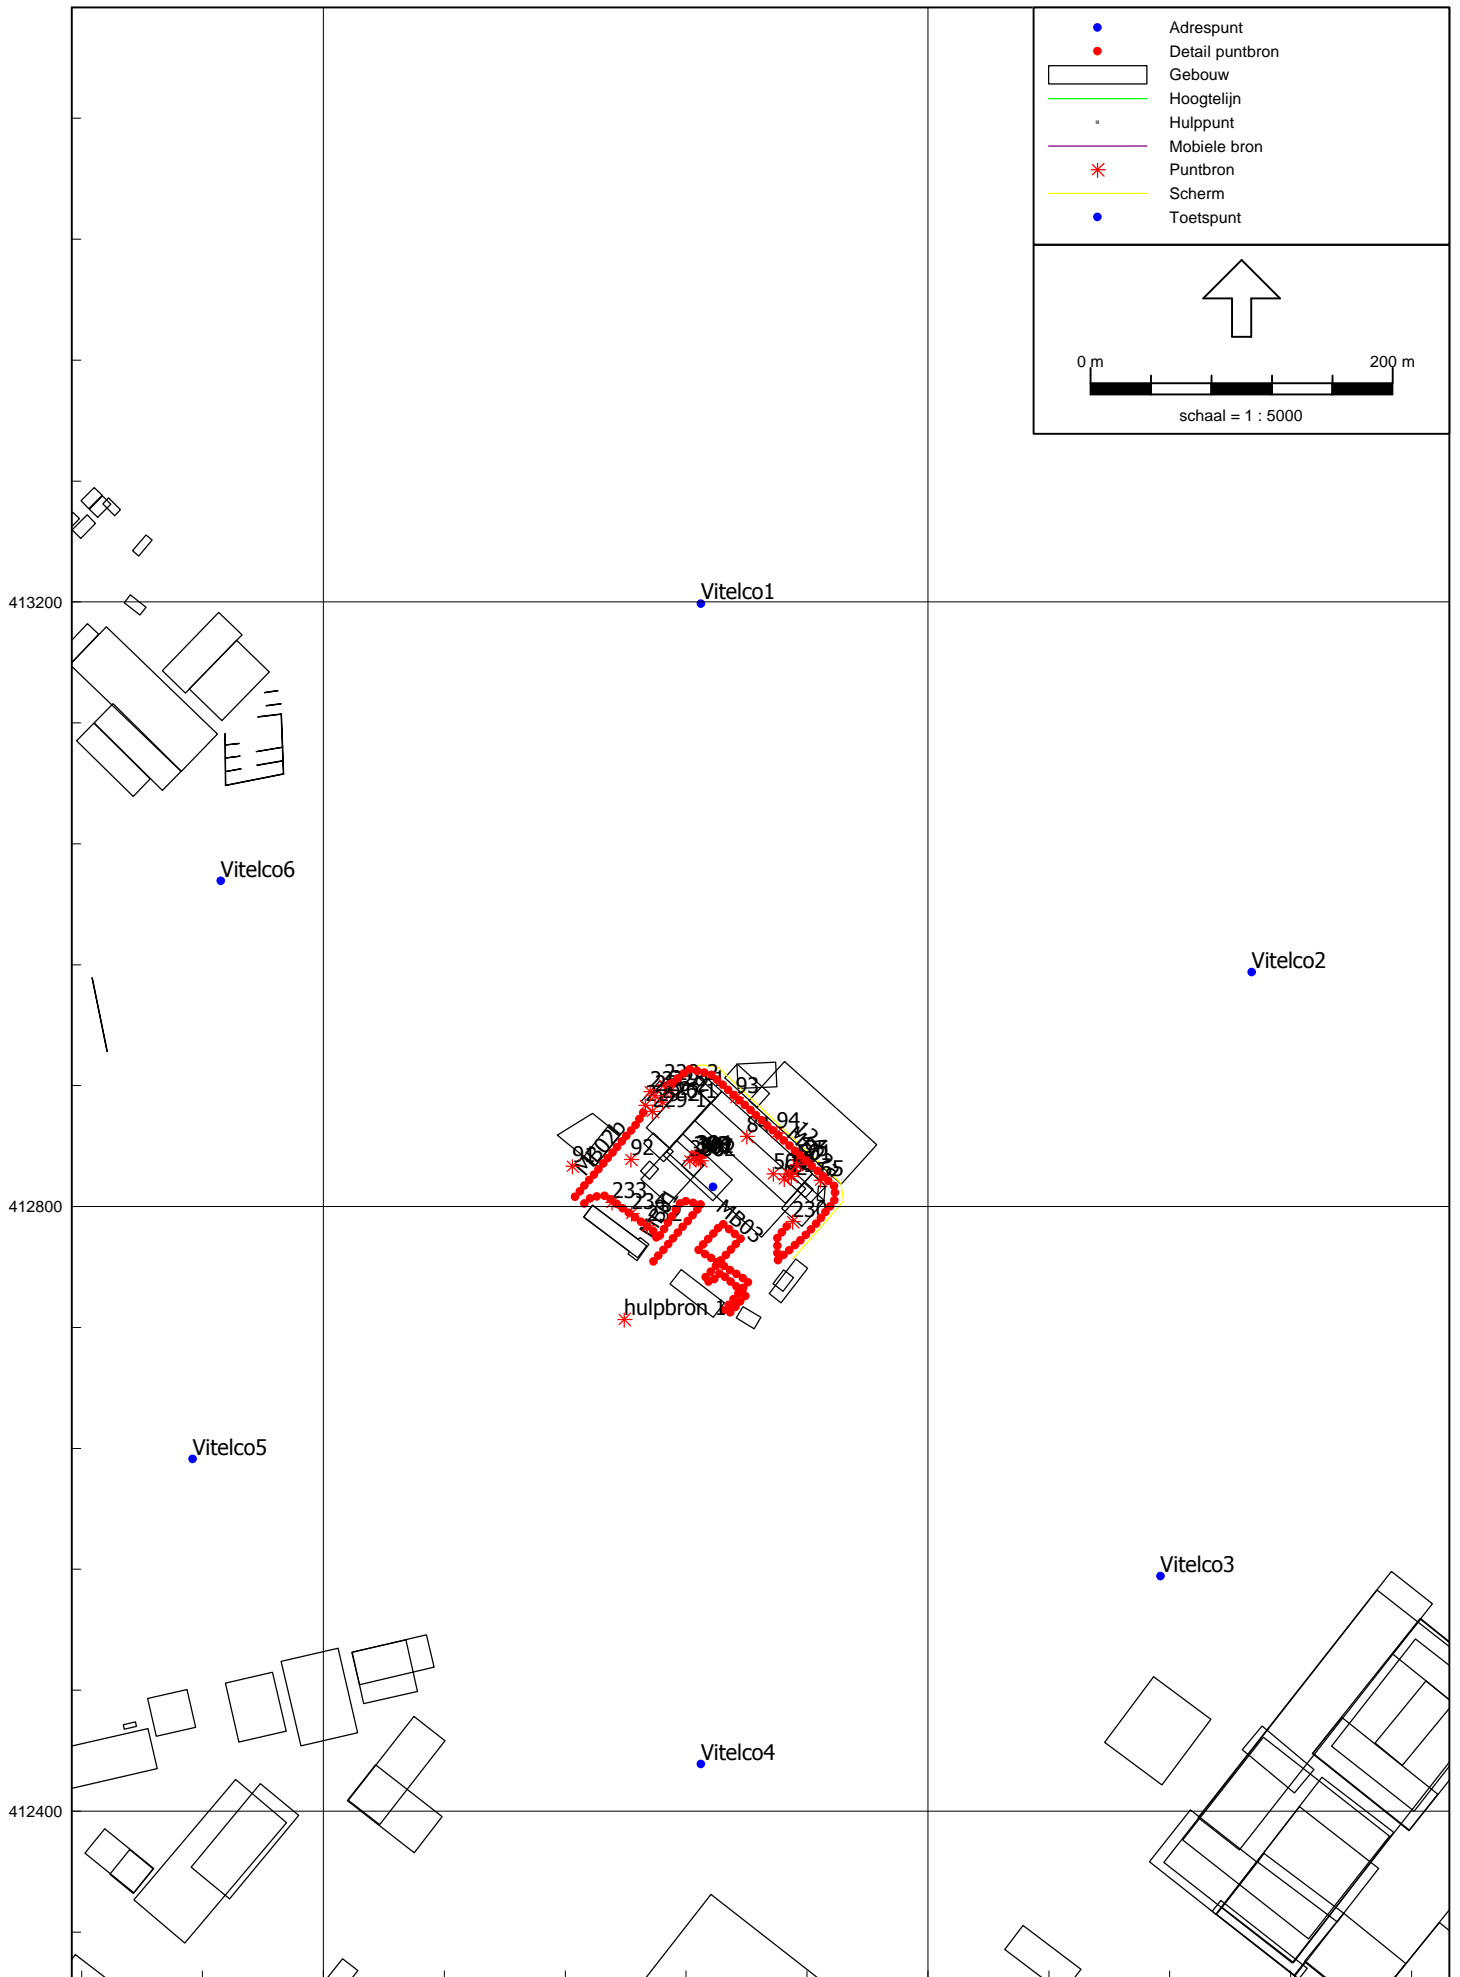 Adrespunt
Detail puntbron
Gebouw
Hoogtelijn
Hulppunt
Mobiele bron
Puntbron
Scherm
Toetspunt
0 m 200 m
schaal = 1 : 5000
413200
Vitelco1
Vitelco6
Vitelco2
93
94
92
MB02b
233
MB03
412800
hulpbron 1
Vitelco5
Vitelco3
Vitelco4
412400